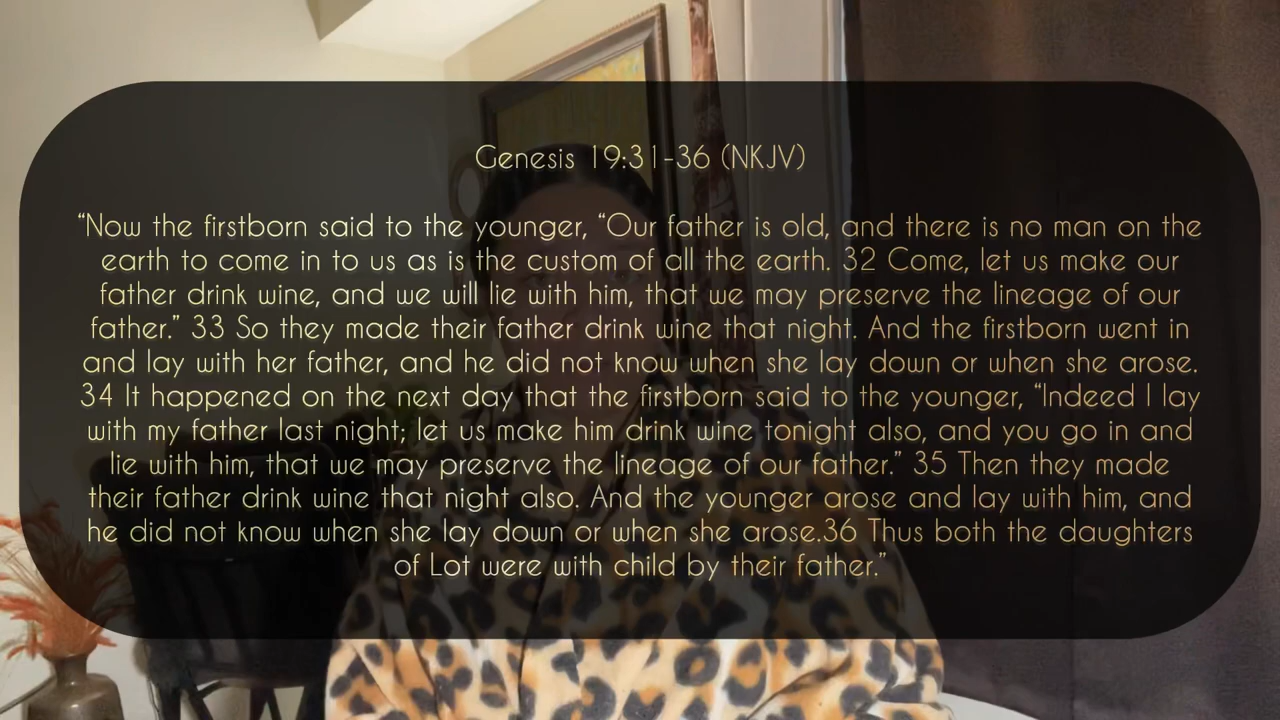 Genesis 19:31-36 (NKJV)
“Now the firstborn said to the younger, “Our father is old, and there is no man on the
earth to come in to us as is the custom of all the earth. 32 Come, let us make our
father drink wine, and we will lie with him, that we may preserve the lineage of our
father.” 33 So they made their father drink wine that night. And the firstborn went in
and lay with her father, and he did not know when she lay down or when she arose.
34 It happened on the next day that the firstborn said to the younger, “Indeed I lay
with my father last night; let us make him drink wine tonight also, and you go in and
lie with him, that we may preserve the lineage of our father.” 35 Then they made
their father drink wine that night also. And the younger arose and lay with him, and
he did not know when she lay down or when she arose.36 Thus both the daughters
of Lot were with child by their father.”